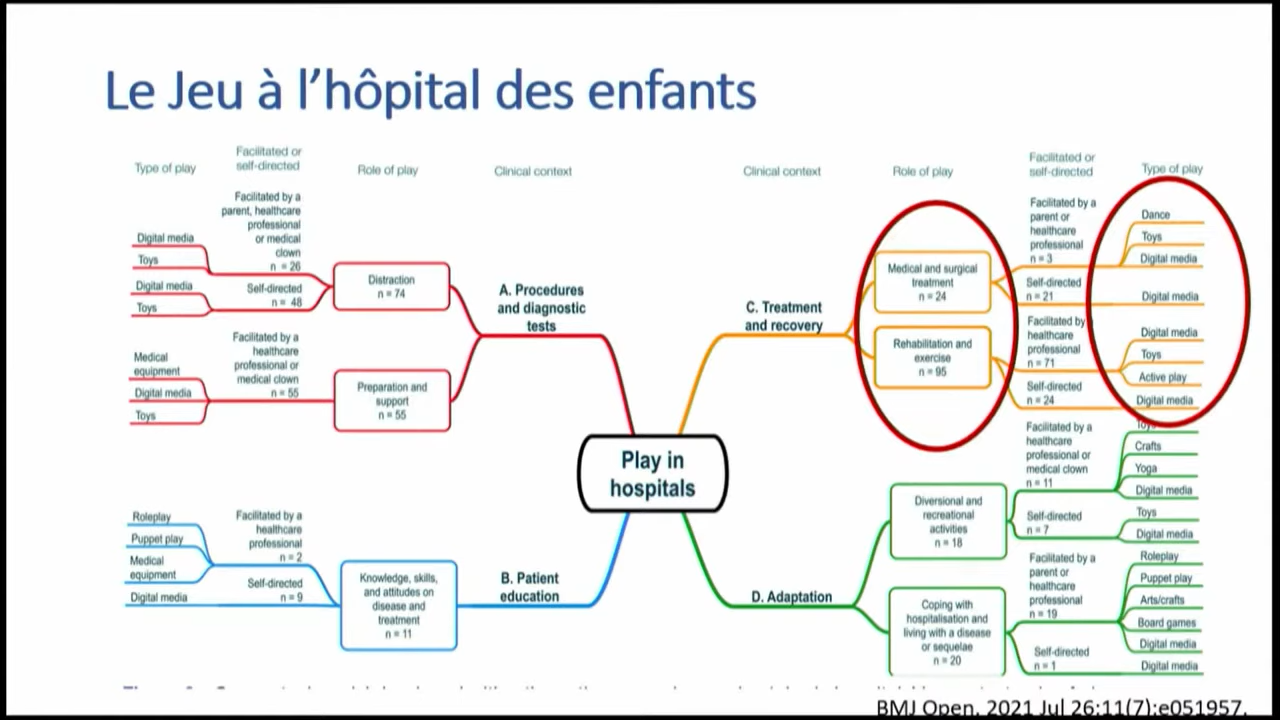 Le Jeu à l'hôpital des enfants
Type of play
Facilitated or
self-directed
Role of play
Clinical context
Clinical context
Role of play
Facilitated or
self-directed
Type of play
Facilitated by a
parent, healthcare
professional
or medical
clown
n = 26
Digital media
Toys
Self-directed
n = 48
Digital media
Toys
Distraction
n = 74
A. Procedures
and diagnostic
tests
Facilitated by a
healthcare
professional or
medical clown
n = 55
Medical
equipment
Digital media
Toys
Preparation and
support
n = 55
Play in
hospitals
Roleplay
Puppet play
Medical
equipment
Digital media
Facilitated by a
healthcare
professional
n = 2
Self-directed
n = 9
Knowledge, skills,
and attitudes on
disease and
treatment
n = 11
B. Patient
education
C. Treatment
and recovery
Medical and surgical
treatment
n = 24
Facilitated by a
parent or
healthcare
professional
n = 3
Dance
Toys
Digital media
Self-directed
n = 21
Digital media
Rehabilitation and
exercise
n = 95
Facilitated by
healthcare
professional
n = 71
Digital media
Toys
Active play
Self-directed
n = 24
Digital media
D. Adaptation
Diversional and
recreational
activities
n = 18
Facilitated by a
healthcare
professional or
medical clown
n = 11
Toys
Crafts
Yoga
Digital media
Self-directed
n = 7
Toys
Digital media
Coping with
hospitalisation and
living with a disease
or sequelae
n = 20
Facilitated by a
parent or
healthcare
professional
n = 19
Roleplay
Puppet play
Arts/crafts
Board games
Digital media
Self-directed
n = 1
Digital media
BMJ Open. 2021 Jul 26;11(7):e051957.